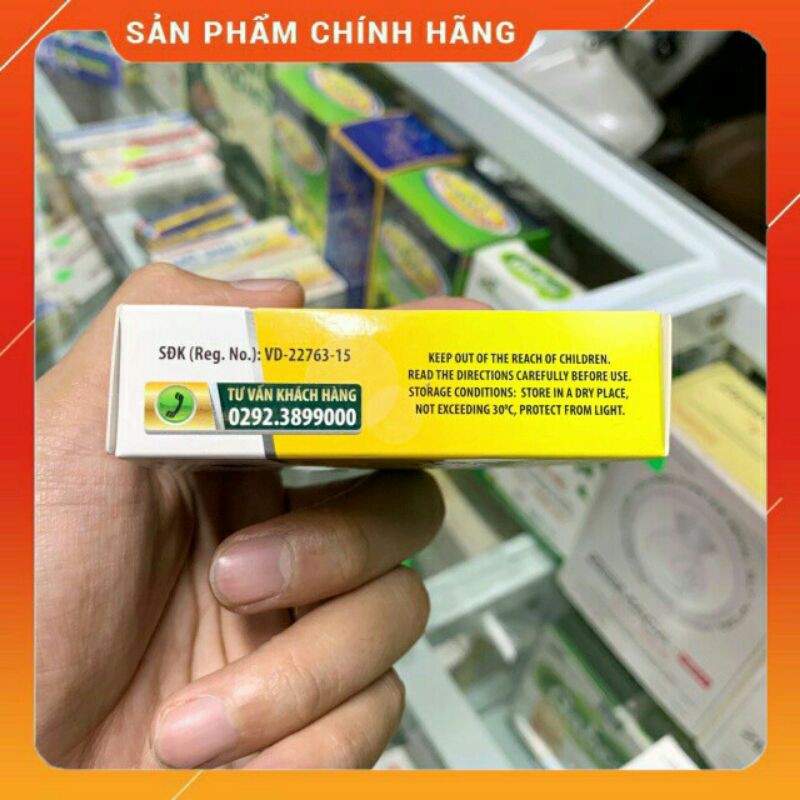 SẢN PHẨM CHÍNH HÃNG
SĐK (Reg. No.): VD-22763-15
TƯ VẤN KHÁCH HÀNG
0292.3899000
KEEP OUT OF THE REACH OF CHILDREN.
READ THE DIRECTIONS CAREFULLY BEFORE USE.
STORAGE CONDITIONS: STORE IN A DRY PLACE,
NOT EXCEEDING 30⁰C, PROTECT FROM LIGHT.